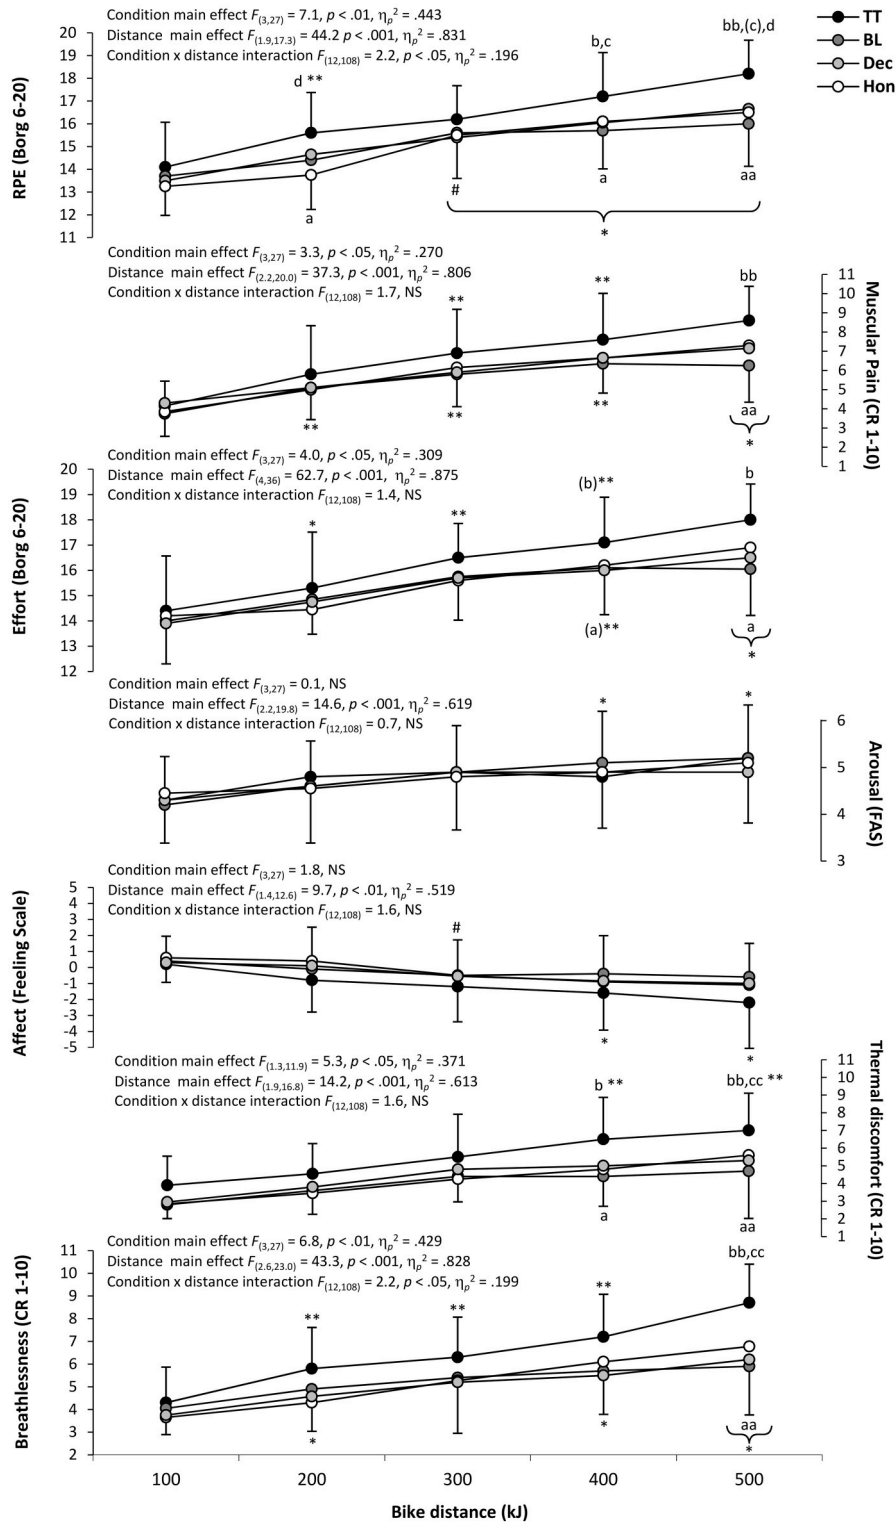 Condition main effect F(3,27) = 7.1, p < .01, ηp² = .443
Distance main effect F(1.9,17.3) = 44.2 p < .001, ηp² = .831
Condition x distance interaction F(12,108) = 2.2, p < .05, ηp² = .196
TT
BL
Dec
Hon
RPE (Borg 6-20)
20
19
18
17
16
15
14
13
12
11
d ** b,c bb,(c),d
a # a aa
*
Condition main effect F(3,27) = 3.3, p < .05, ηp² = .270
Distance main effect F(2.2,20.0) = 37.3, p < .001, ηp² = .806
Condition x distance interaction F(12,108) = 1.7, NS
Muscular Pain (CR 1-10)
11
10
9
8
7
6
5
4
3
2
1
** ** bb
** ** ** aa
*
Condition main effect F(3,27) = 4.0, p < .05, ηp² = .309
Distance main effect F(4,36) = 62.7, p < .001, ηp² = .875
Condition x distance interaction F(12,108) = 1.4, NS
Effort (Borg 6-20)
20
19
18
17
16
15
14
13
12
* ** (b)** b
(a)** a
*
Condition main effect F(3,27) = 0.1, NS
Distance main effect F(2.2,19.8) = 14.6, p < .001, ηp² = .619
Condition x distance interaction F(12,108) = 0.7, NS
Arousal (FAS)
6
5
4
3
* *
Condition main effect F(3,27) = 1.8, NS
Distance main effect F(1.4,12.6) = 9.7, p < .01, ηp² = .519
Condition x distance interaction F(12,108) = 1.6, NS
Affect (Feeling Scale)
5
4
3
2
1
0
-1
-2
-3
-4
-5
#
* *
Condition main effect F(1.3,11.9) = 5.3, p < .05, ηp² = .371
Distance main effect F(1.9,16.8) = 14.2, p < .001, ηp² = .613
Condition x distance interaction F(12,108) = 1.6, NS
Thermal discomfort (CR 1-10)
11
10
9
8
7
6
5
4
3
2
1
b ** bb,cc **
a aa
Condition main effect F(3,27) = 6.8, p < .01, ηp² = .429
Distance main effect F(2.6,23.0) = 43.3, p < .001, ηp² = .828
Condition x distance interaction F(12,108) = 2.2, p < .05, ηp² = .199
Breathlessness (CR 1-10)
11
10
9
8
7
6
5
4
3
2
** ** ** bb,cc
* * aa
*
100 200 300 400 500
Bike distance (kJ)